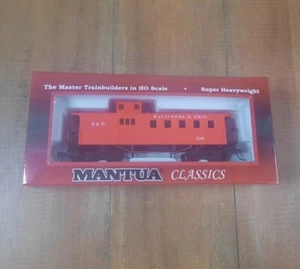 The Master Trainbuilders in HO Scale • Super Heavyweight
BALTIMORE & OHIO
B&O
MANTUA CLASSICS